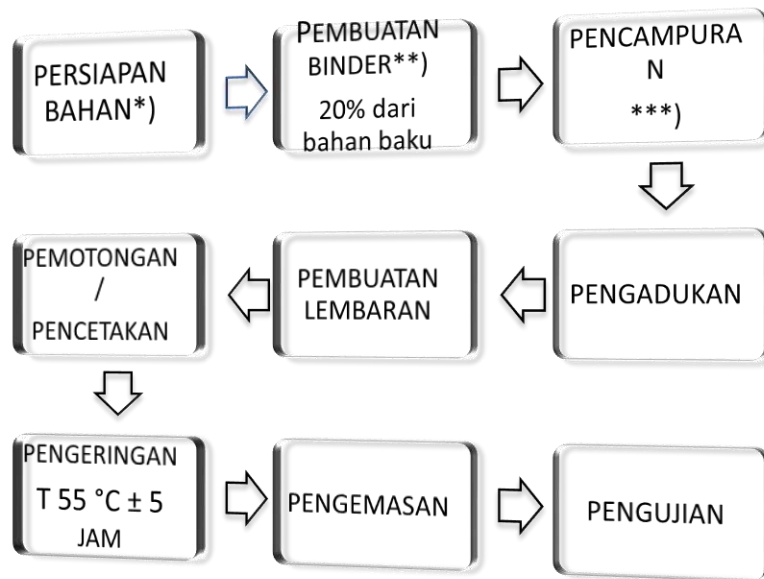 PERSIAPAN
BAHAN*)
PEMBUATAN
BINDER**)
20% dari
bahan baku
PENCAMPURA
N
***)
PENGADUKAN
PEMBUATAN
LEMBARAN
PEMOTONGAN
/
PENCETAKAN
PENGERINGAN
T 55 °C ± 5
JAM
PENGEMASAN
PENGUJIAN